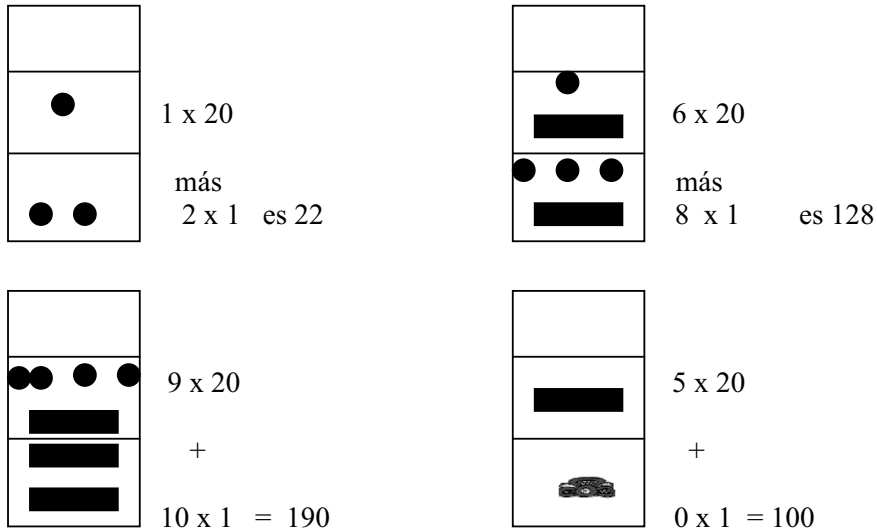 1 x 20
más
2 x 1 es 22
6 x 20
más
8 x 1 es 128
9 x 20
+
10 x 1 = 190
5 x 20
+
0 x 1 = 100